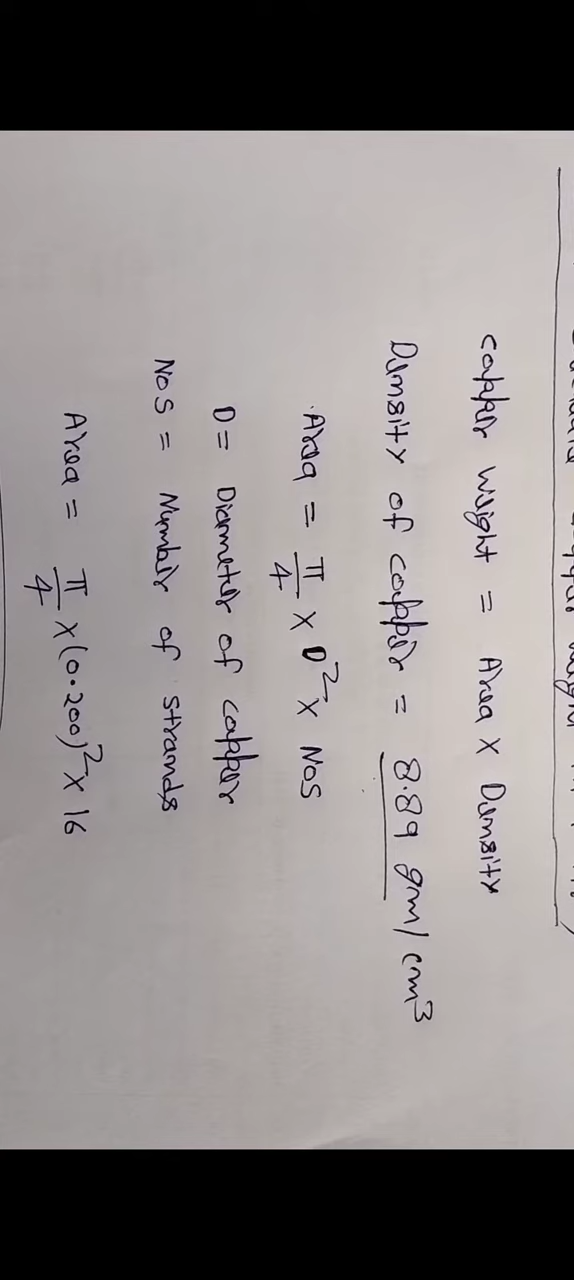 Copper Weight = Area X Density
Density of copper = 8.89 gm/cm³
Area = π/4 X D² X NOS
D = Diameter of copper
NOS = Number of strands
Area = π/4 X (0.200)² X 16